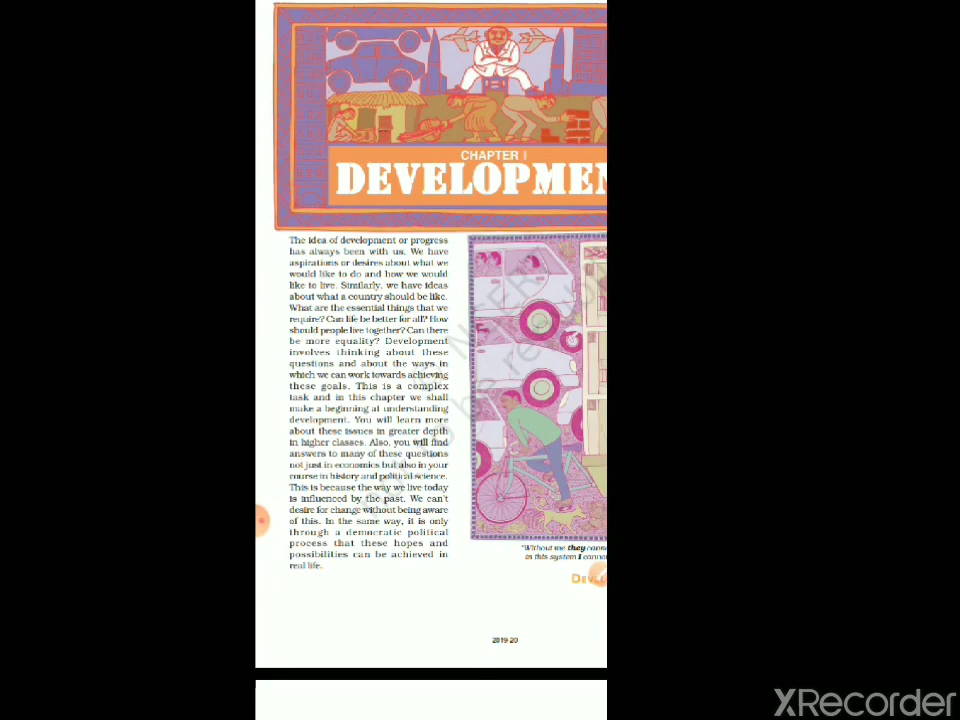 CHAPTER I
DEVELOPMEN
The idea of development or progress
has always been with us. We have
aspirations or desires about what we
would like to do and how we would
like to live. Similarly, we have ideas
about what a country should be like.
What are the essential things that we
require? Can life be better for all? How
should people live together? Can there
be more equality? Development
involves thinking about these
questions and about the ways in
which we can work towards achieving
these goals. This is a complex
task and in this chapter we shall
make a beginning at understanding
development. You will learn more
about these issues in greater depth
in higher classes. Also, you will find
answers to many of these questions
not just in economics but also in your
course in history and political science.
This is because the way we live today
is influenced by the past. We can't
desire for change without being aware
of this. In the same way, it is only
through a democratic political
process that these hopes and
possibilities can be achieved in
real life.
"Without me they canno
in this system I canno
DEVEL
2019-20
XRecorder